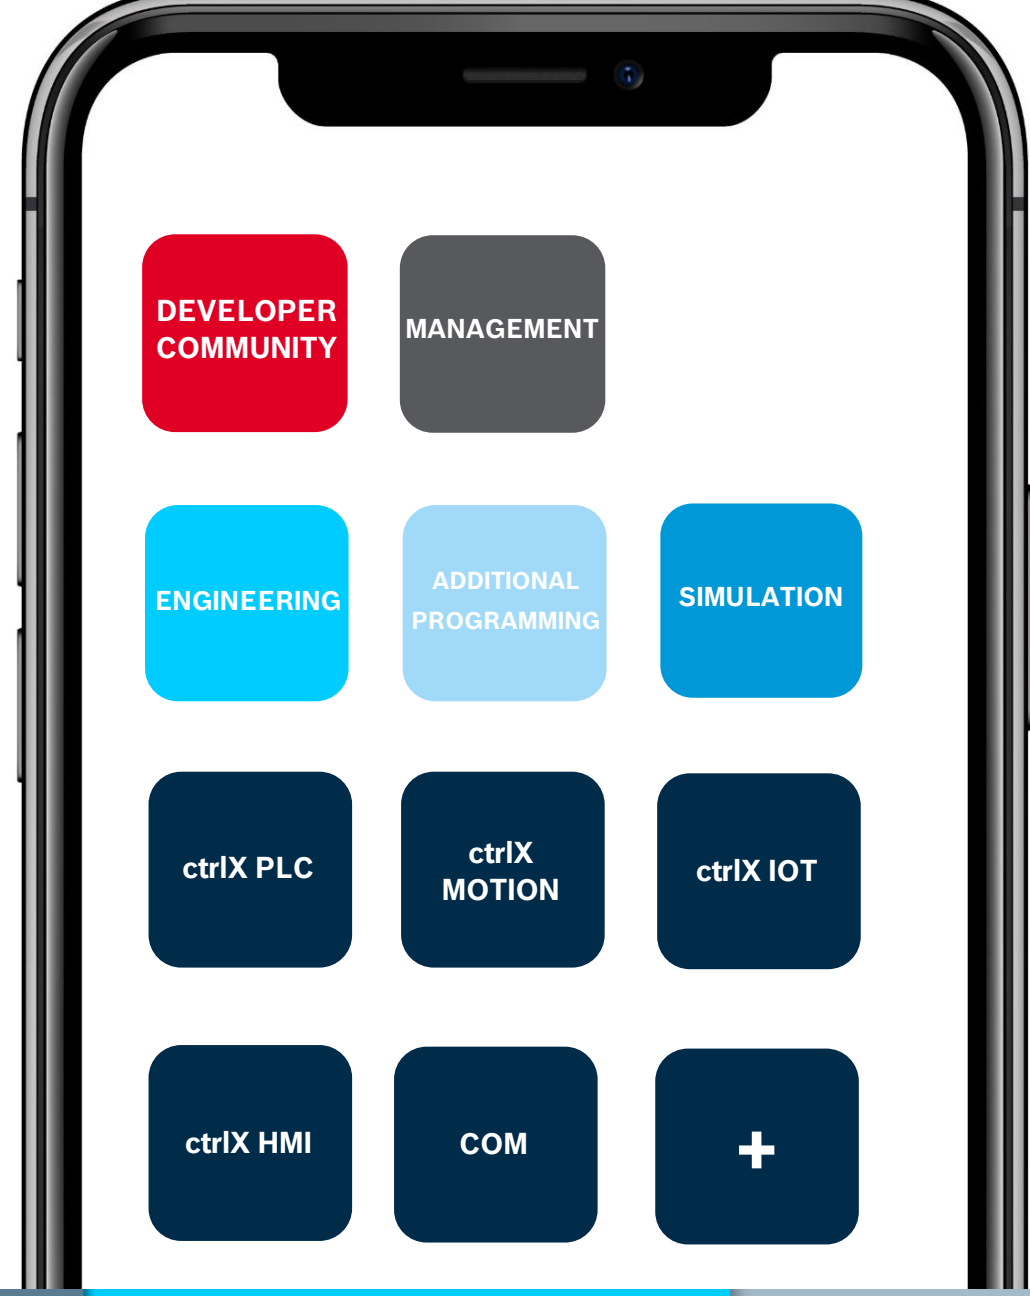 DEVELOPER
COMMUNITY
MANAGEMENT
ENGINEERING
ADDITIONAL
PROGRAMMING
SIMULATION
ctrlX PLC
ctrlX
MOTION
ctrlX IOT
ctrlX HMI
COM
+